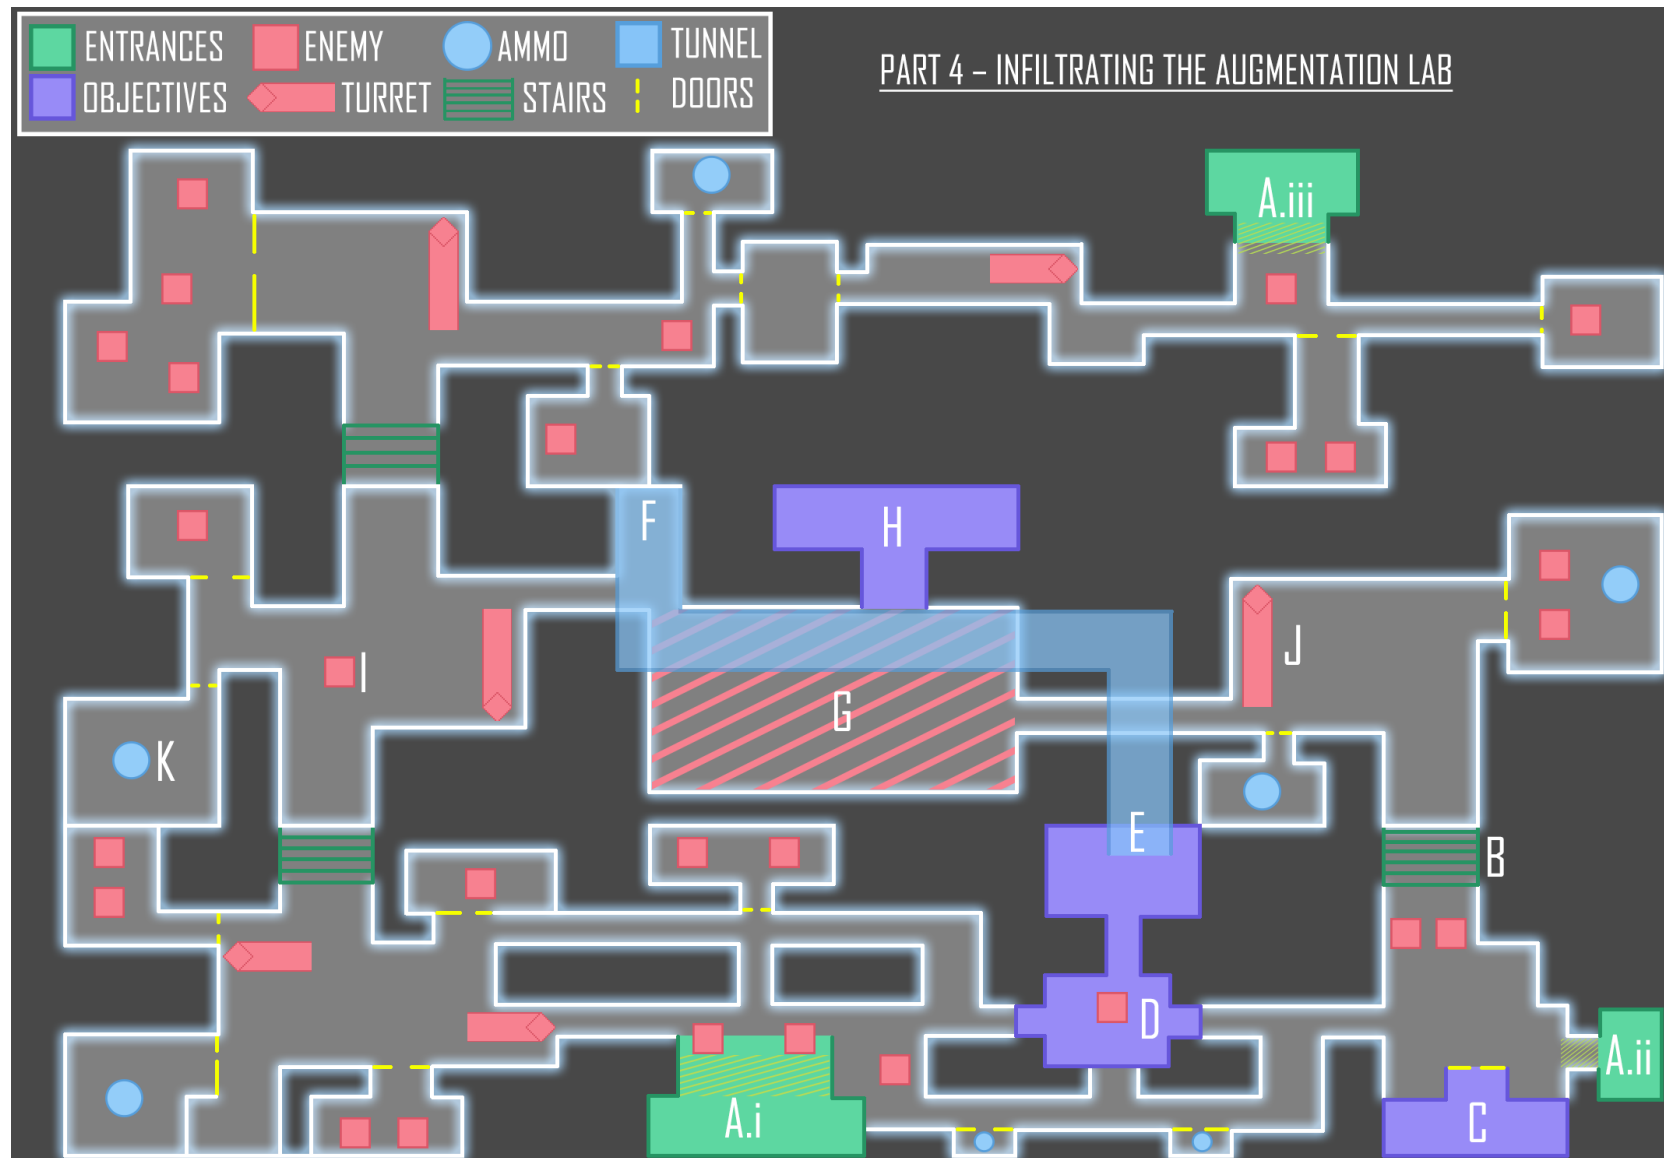 ENTRANCES ENEMY AMMO TUNNEL
OBJECTIVES TURRET STAIRS DOORS
PART 4 – INFILTRATING THE AUGMENTATION LAB
A.iii
F
H
J
I
G
K
E
B
D
A.ii
A.i
C